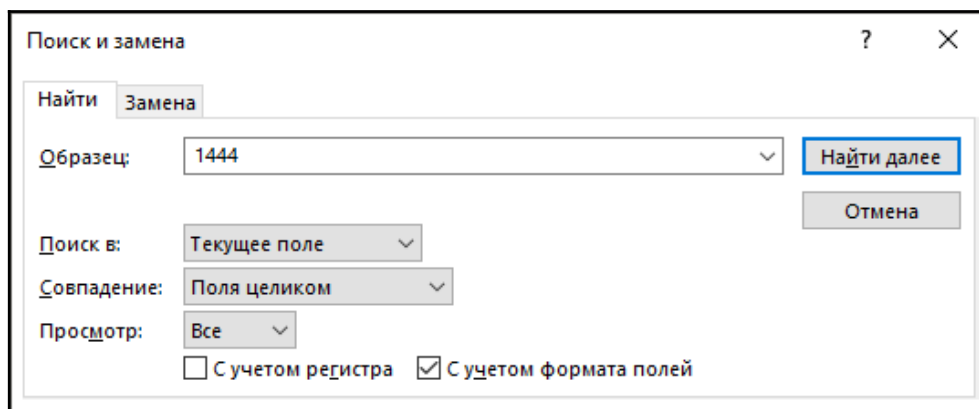 Поиск и замена ?
Найти Замена
Образец: 1444 Найти далее
Отмена
Поиск в: Текущее поле
Совпадение: Поля целиком
Просмотр: Все
С учетом регистра С учетом формата полей